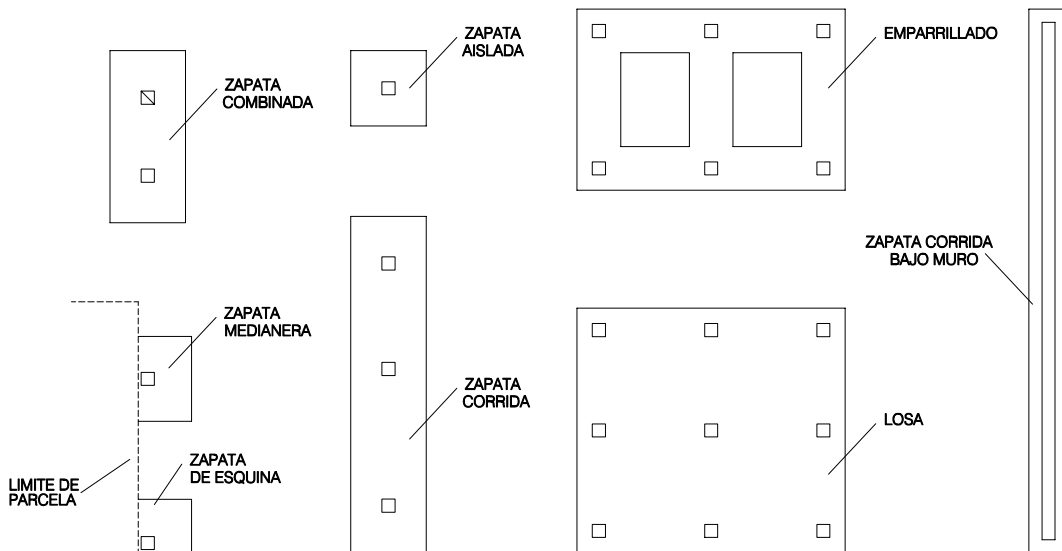 ZAPATA
COMBINADA
ZAPATA
AISLADA
EMPARRILLADO
ZAPATA CORRIDA
BAJO MURO
ZAPATA
MEDIANERA
ZAPATA
CORRIDA
LOSA
ZAPATA
DE ESQUINA
LIMITE DE
PARCELA